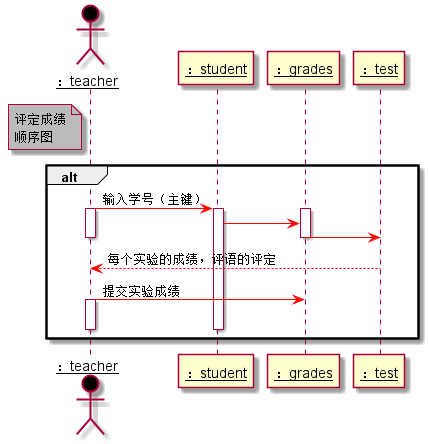 : teacher
: student
: grades
: test
评定成绩
顺序图
alt
输入学号（主键）
每个实验的成绩，评语的评定
提交实验成绩
: teacher
: student
: grades
: test